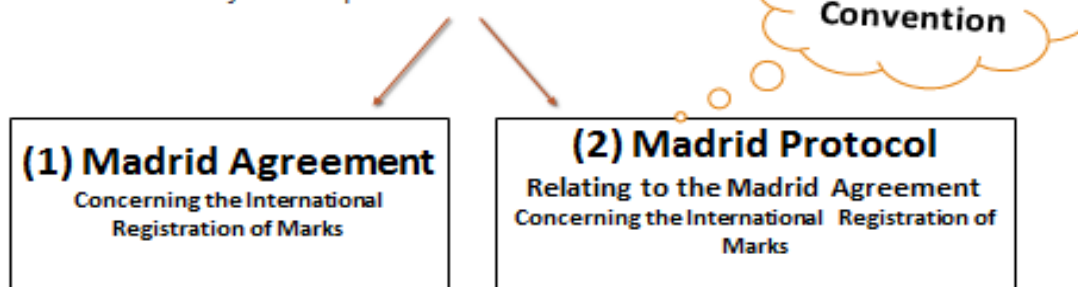 Convention
(1) Madrid Agreement
Concerning the International
Registration of Marks
(2) Madrid Protocol
Relating to the Madrid Agreement
Concerning the International Registration of
Marks